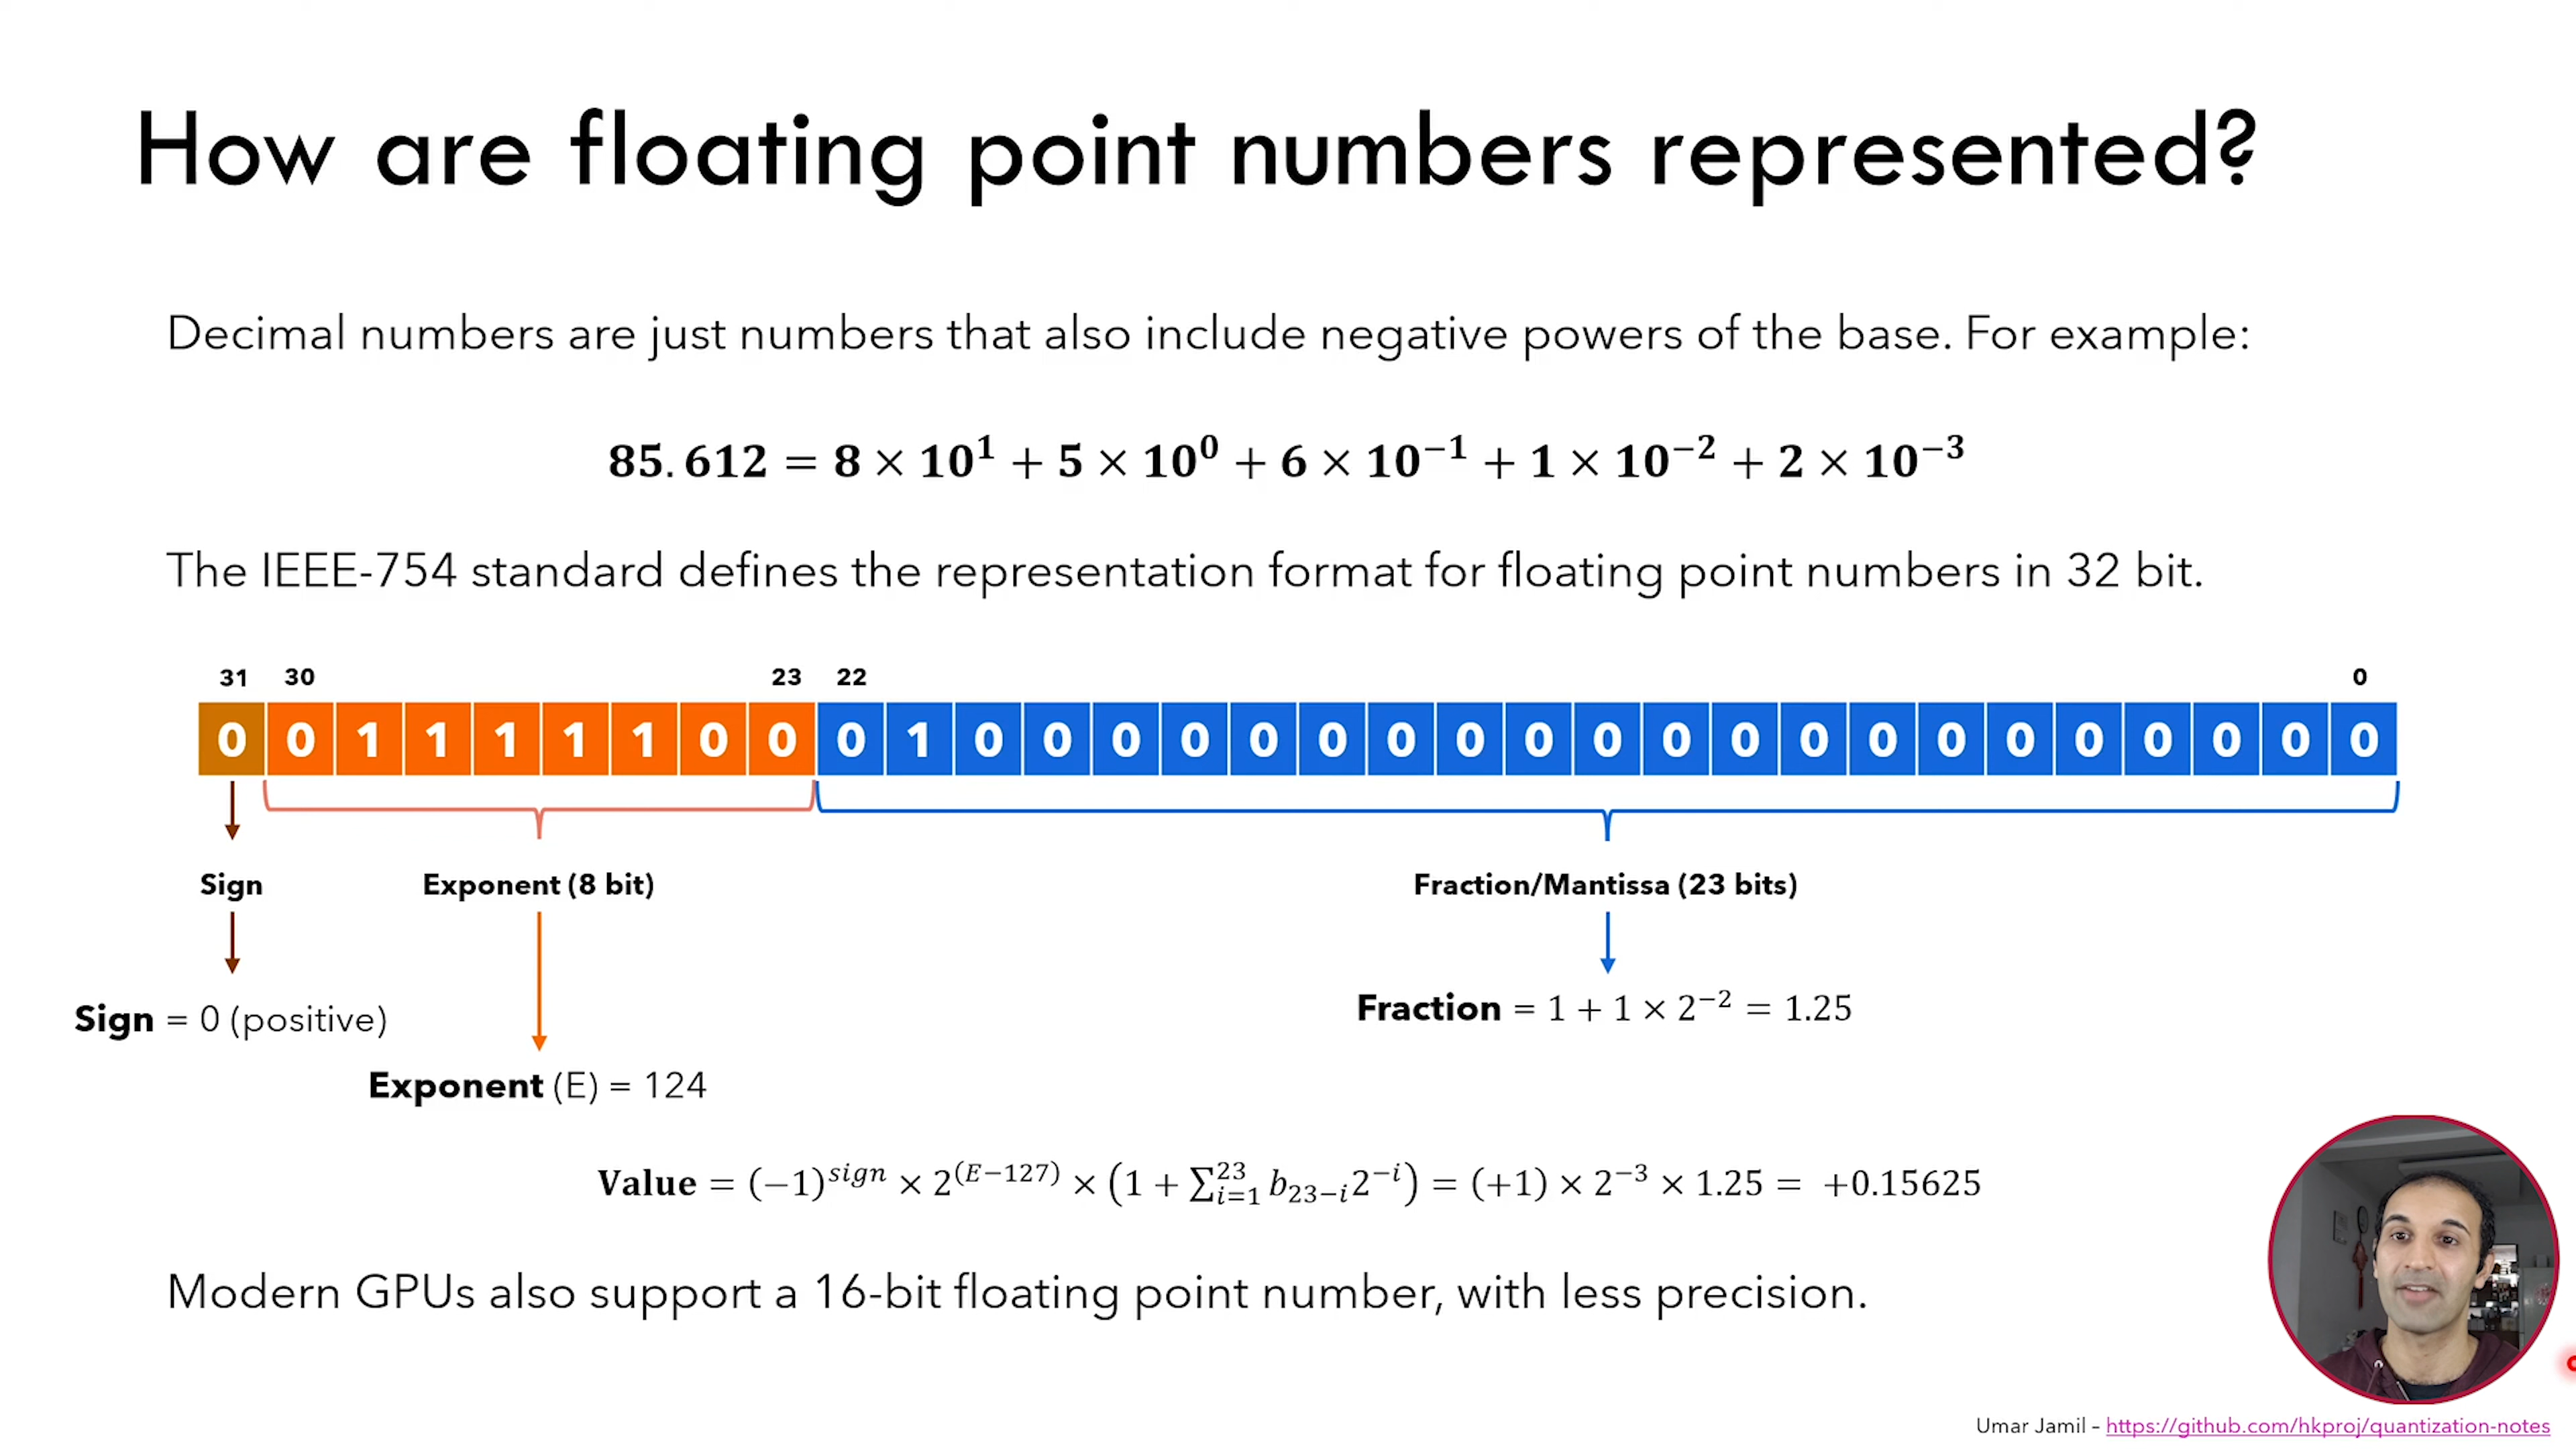 How are floating point numbers represented?
Decimal numbers are just numbers that also include negative powers of the base. For example:
85.612 = 8 × 10¹ + 5 × 10⁰ + 6 × 10⁻¹ + 1 × 10⁻² + 2 × 10⁻³
The IEEE-754 standard defines the representation format for floating point numbers in 32 bit.
31 30 23 22 0
0 0 1 1 1 1 1 0 0 0 1 0 0 0 0 0 0 0 0 0 0 0 0 0 0 0 0 0 0 0 0 0
Sign Exponent (8 bit) Fraction/Mantissa (23 bits)
Sign = 0 (positive) Fraction = 1 + 1 × 2⁻² = 1.25
Exponent (E) = 124
Value = (−1)^sign × 2^(E−127) × (1 + Σ_{i=1}^{23} b_{23−i}2^{−i}) = (+1) × 2⁻³ × 1.25 = +0.15625
Modern GPUs also support a 16-bit floating point number, with less precision.
Umar Jamil – https://github.com/hkproj/quantization-notes